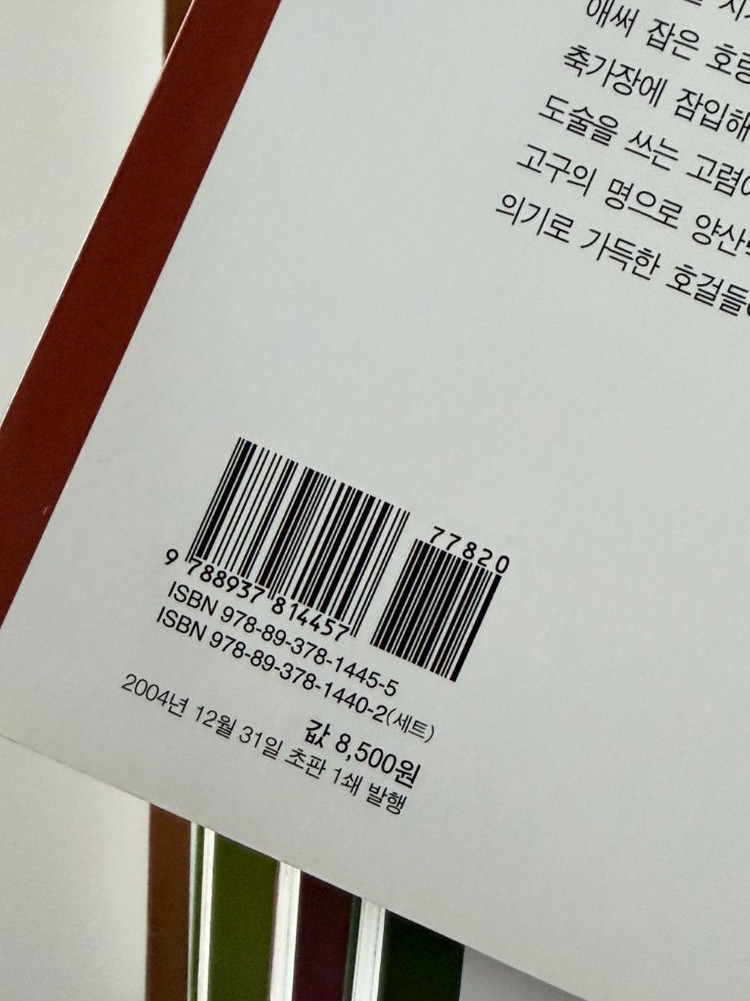 애써 잡은
축가장에 잠입해
도술을 쓰는
고구의 명으로
의기로 가득한
77820
9 788937 814457
ISBN 978-89-378-1445-5
ISBN 978-89-378-1440-2(세트)
값 8,500원
2004년 12월 31일 초판 1쇄 발행